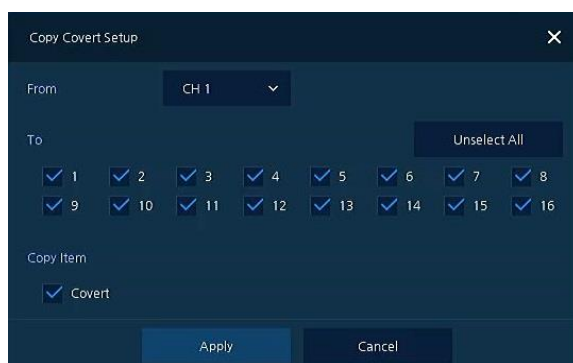 Copy Covert Setup
From CH 1
To Unselect All
1 2 3 4 5 6 7 8
9 10 11 12 13 14 15 16
Copy Item
Covert
Apply Cancel